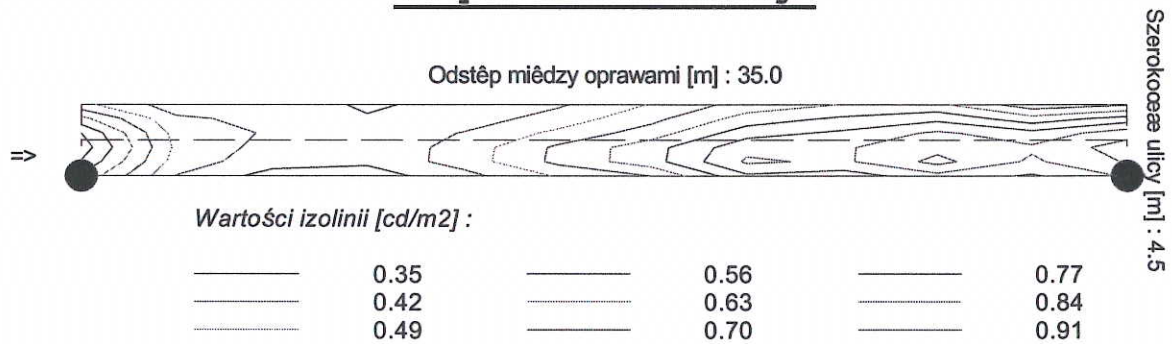 Odstêp miêdzy oprawami [m] : 35.0
Szerokoœæ ulicy [m] : 4.5
=>
Wartości izolinii [cd/m2] :
0.35 0.56 0.77
0.42 0.63 0.84
0.49 0.70 0.91